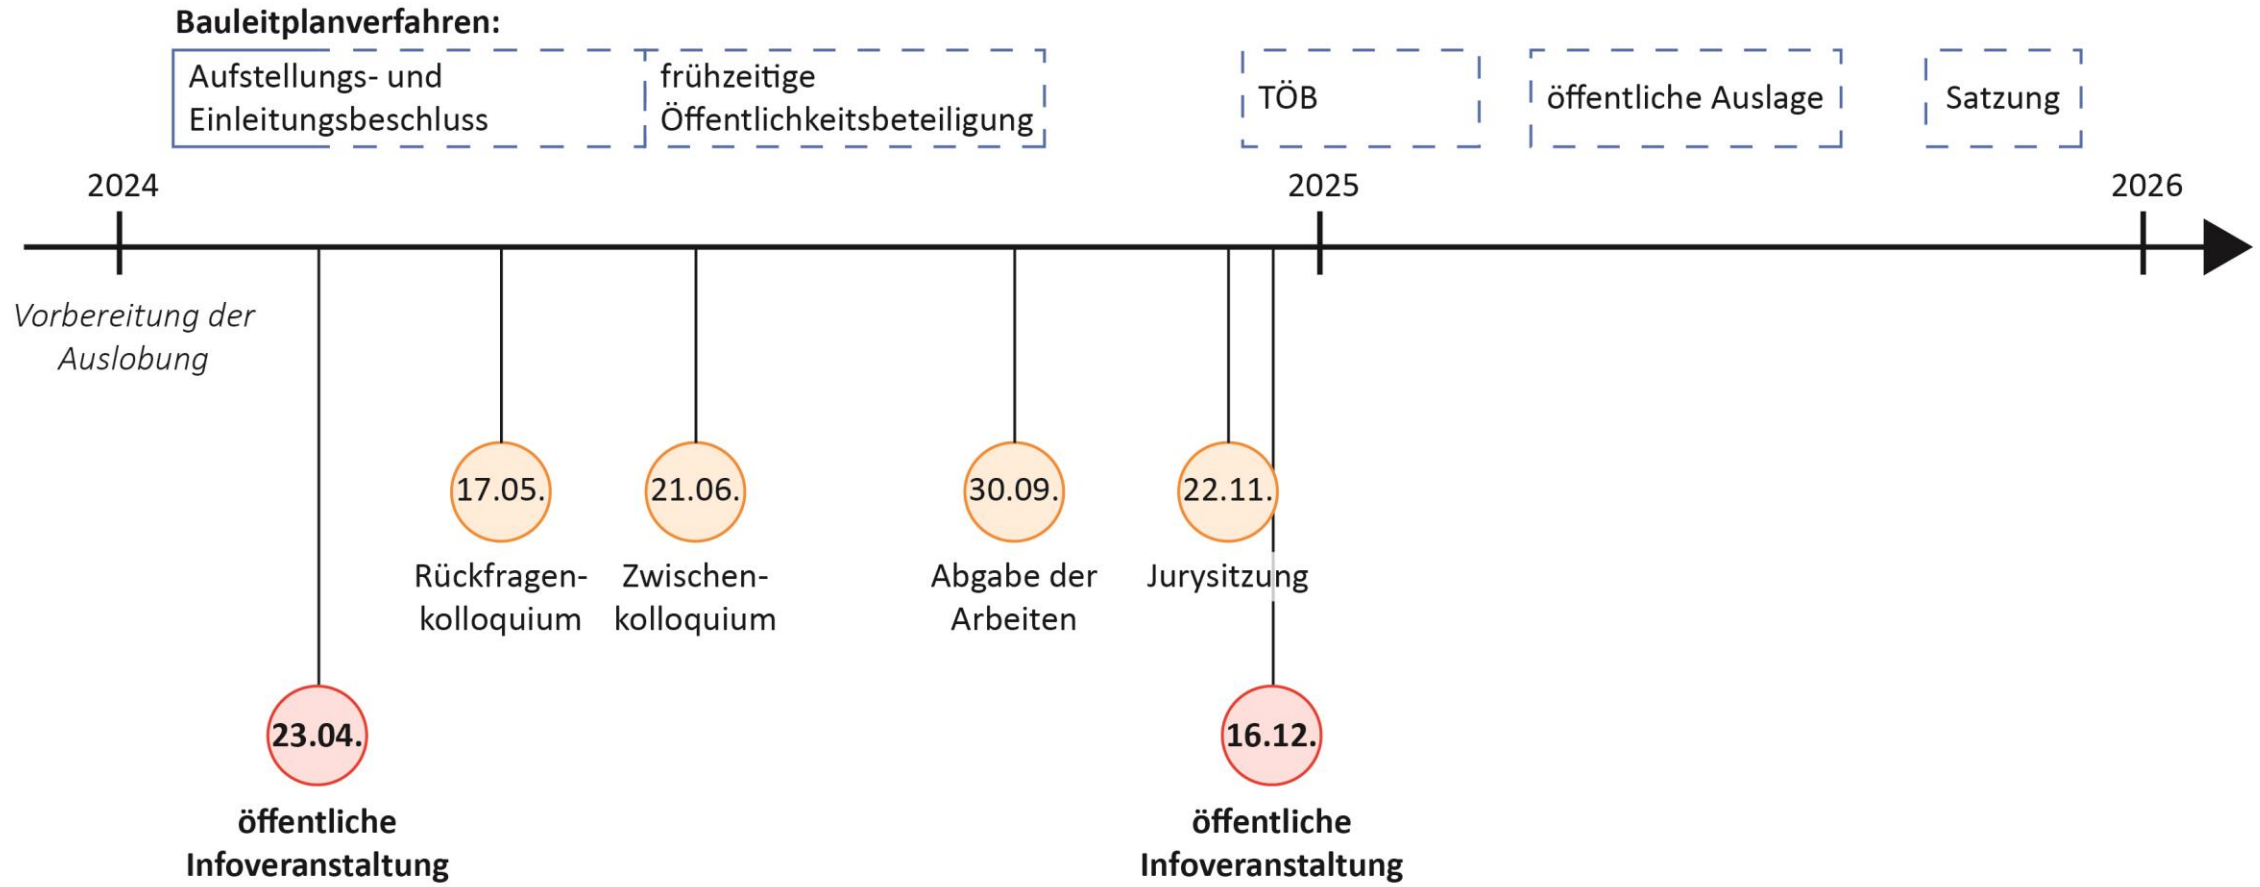 Bauleitplanverfahren:
Aufstellungs- und
Einleitungsbeschluss
frühzeitige
Öffentlichkeitsbeteiligung
TÖB
öffentliche Auslage
Satzung
2024
2025
2026
Vorbereitung der
Auslobung
17.05.
Rückfragen-
kolloquium
21.06.
Zwischen-
kolloquium
30.09.
Abgabe der
Arbeiten
22.11.
Jurysitzung
23.04.
öffentliche
Infoveranstaltung
16.12.
öffentliche
Infoveranstaltung